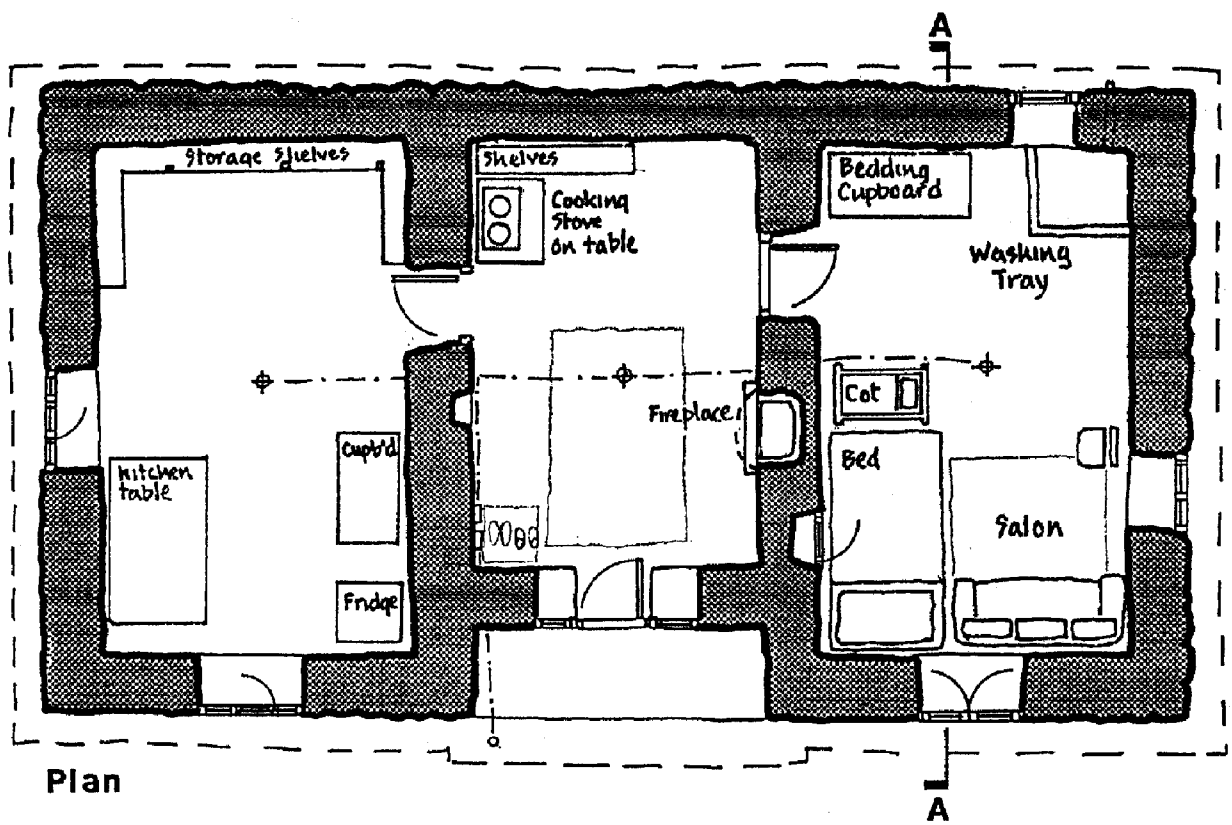 A
Storage Shelves
Shelves
Cooking
Stove
on table
Bedding
Cupboard
Washing
Tray
Fireplace
Cot
Cupb'd
Bed
Kitchen
table
Salon
Fridge
Plan
A